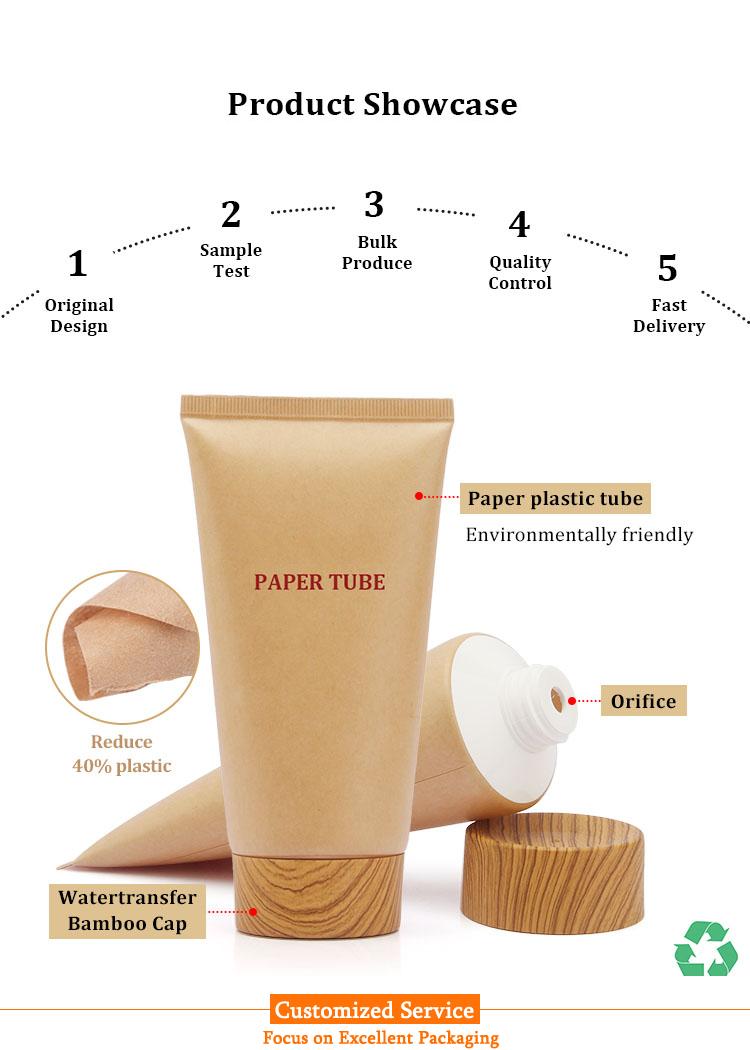 Product Showcase
1
Original
Design
2
Sample
Test
3
Bulk
Produce
4
Quality
Control
5
Fast
Delivery
Paper plastic tube
Environmentally friendly
PAPER TUBE
Orifice
Reduce
40% plastic
Watertransfer
Bamboo Cap
Customized Service
Focus on Excellent Packaging